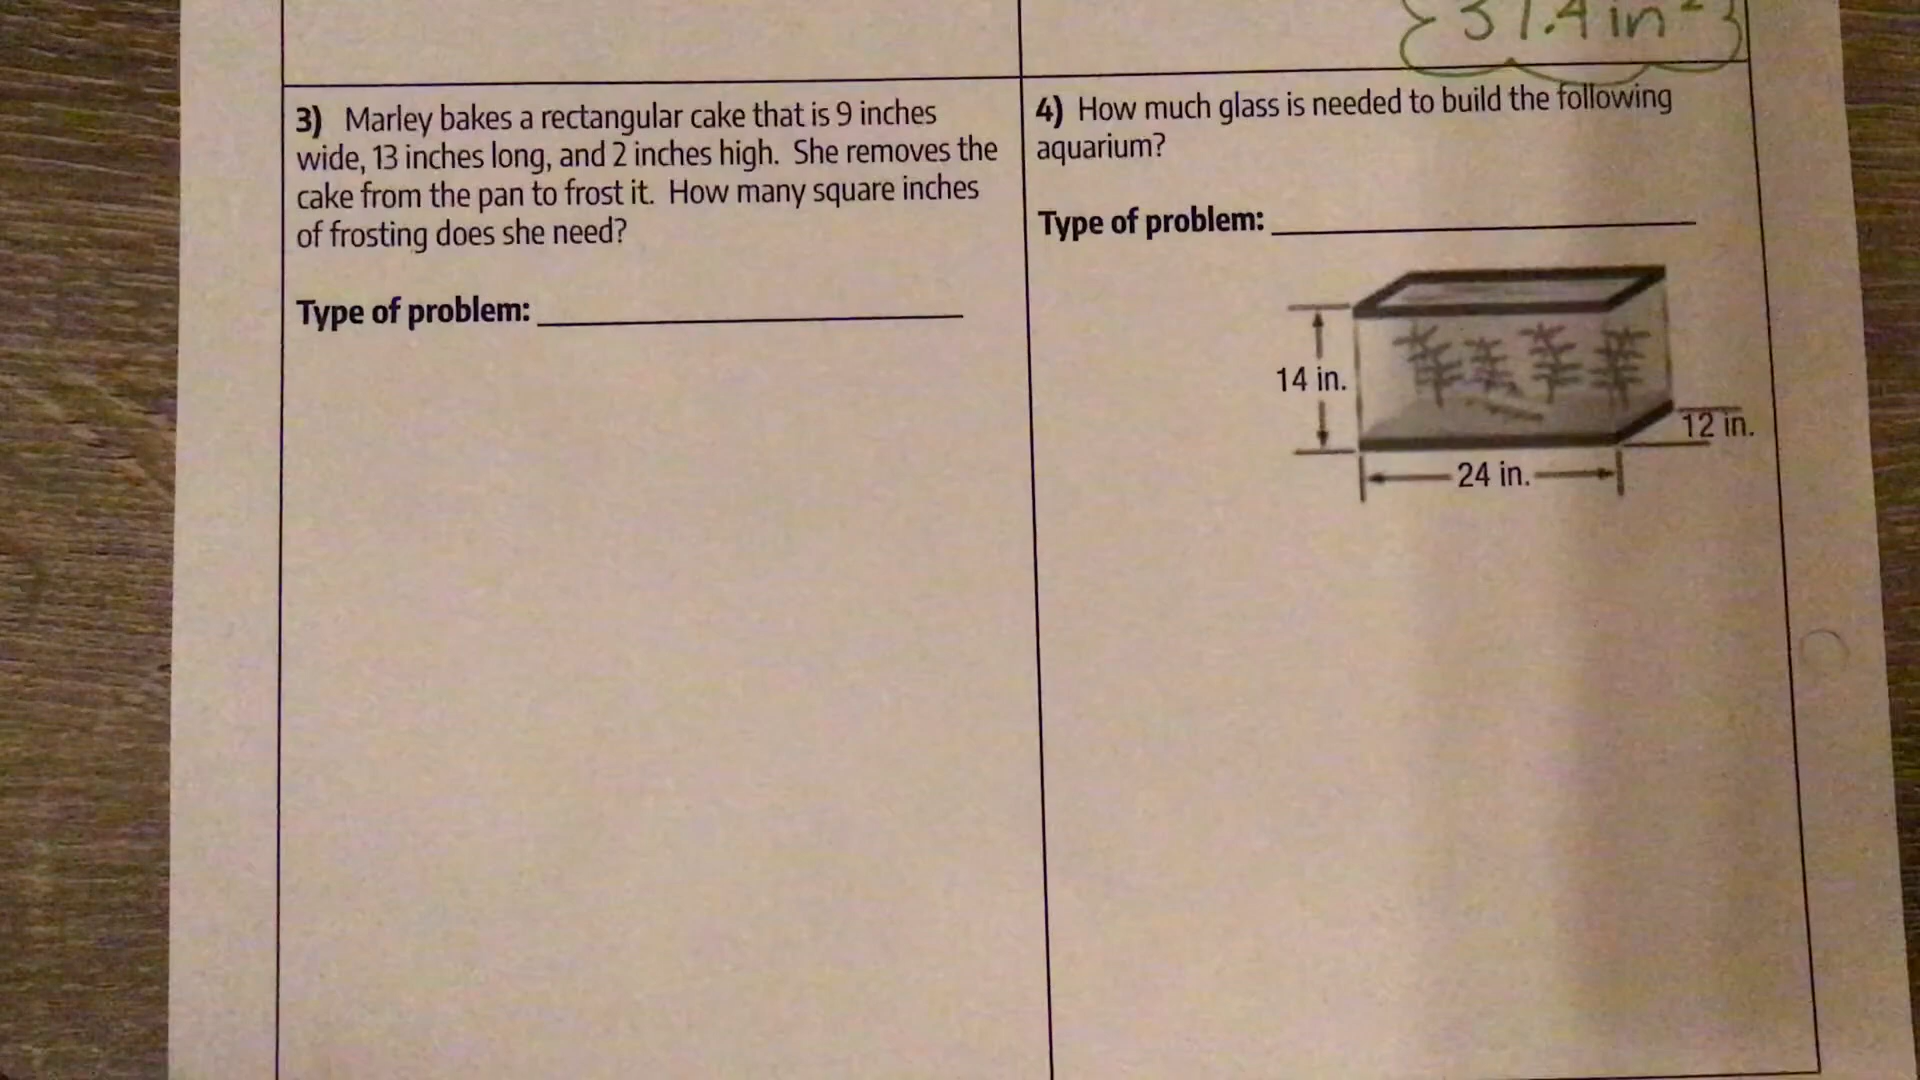 31.4 in²
3) Marley bakes a rectangular cake that is 9 inches
wide, 13 inches long, and 2 inches high. She removes the
cake from the pan to frost it. How many square inches
of frosting does she need?
Type of problem:
4) How much glass is needed to build the following
aquarium?
Type of problem:
14 in.
12 in.
24 in.